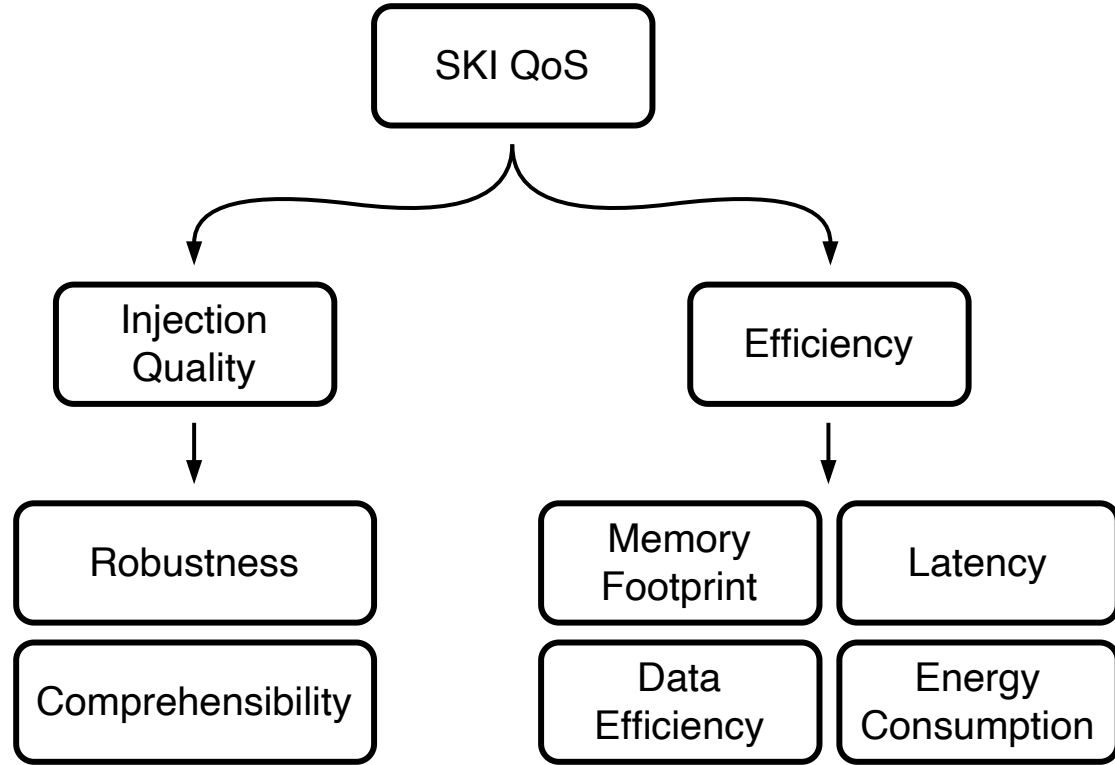 SKI QoS
Injection
Quality
Efficiency
Robustness
Comprehensibility
Memory
Footprint
Latency
Data
Efficiency
Energy
Consumption